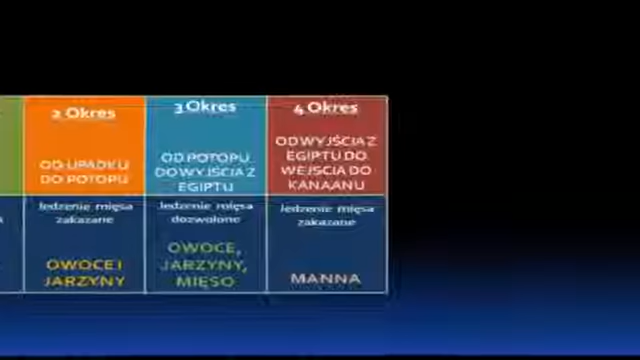 2 Okres
3 Okres
4 Okres
OD UPADKU
DO POTOPU
OD POTOPU
DO WYJŚCIA Z
EGIPTU
OD WYJŚCIA Z
EGIPTU DO
WEJŚCIA DO
KANAANU
Jedzenie mięsa
zakazane
Jedzenie mięsa
dozwolone
Jedzenie mięsa
zakazane
OWOCE I
JARZYNY
OWOCE,
JARZYNY,
MIĘSO
MANNA